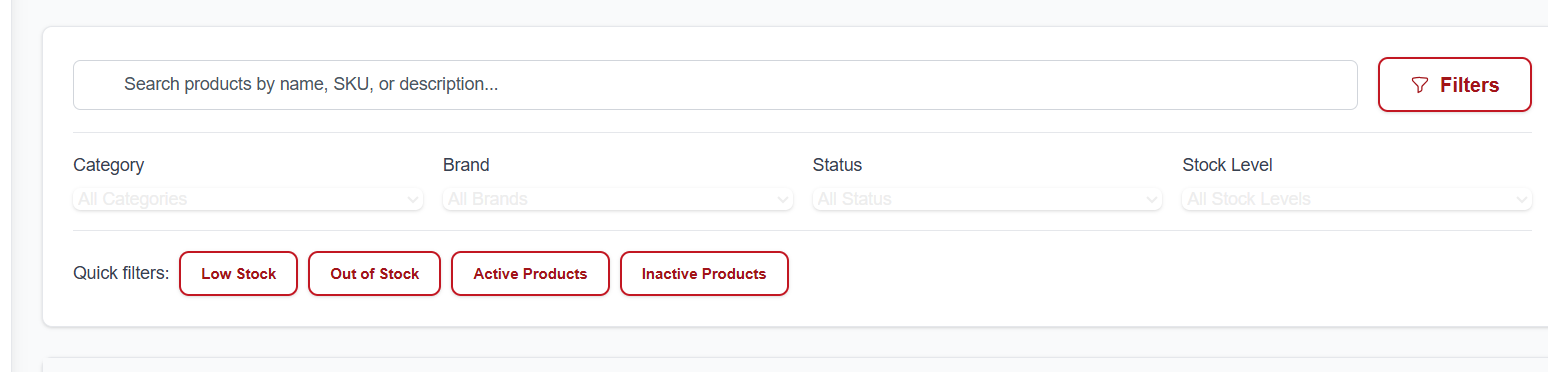 Search products by name, SKU, or description...
Filters
Category
Brand
Status
Stock Level
All Categories
All Brands
All Status
All Stock Levels
Quick filters:
Low Stock
Out of Stock
Active Products
Inactive Products